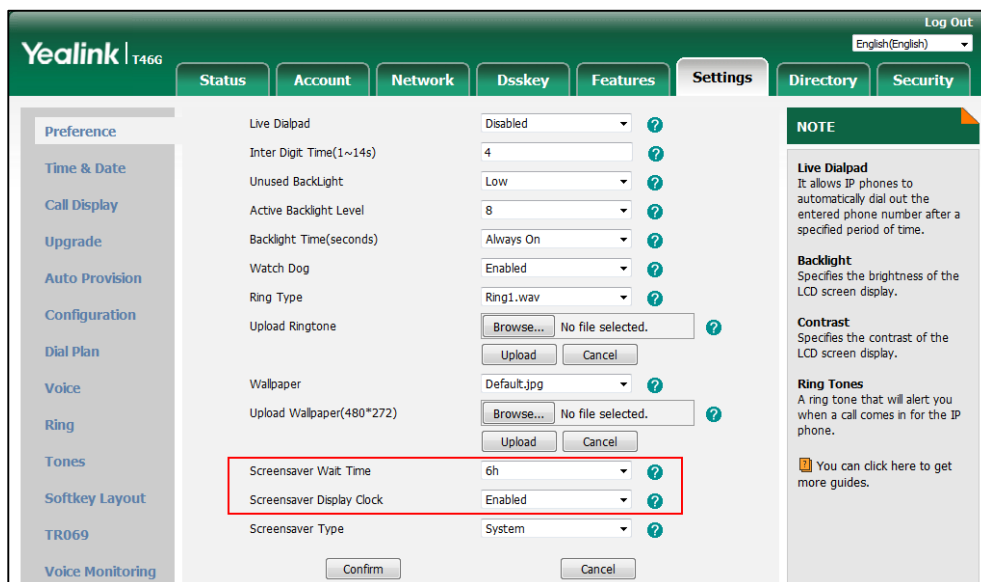 Log Out
Yealink T46G
English(English)
Status Account Network Dsskey Features Settings Directory Security
Preference
Time & Date
Call Display
Upgrade
Auto Provision
Configuration
Dial Plan
Voice
Ring
Tones
Softkey Layout
TR069
Voice Monitoring
Live Dialpad Disabled ?
Inter Digit Time(1~14s) 4 ?
Unused BackLight Low ?
Active Backlight Level 8 ?
Backlight Time(seconds) Always On ?
Watch Dog Enabled ?
Ring Type Ring1.wav ?
Upload Ringtone Browse... No file selected. ?
Upload Cancel
Wallpaper Default.jpg ?
Upload Wallpaper(480*272) Browse... No file selected. ?
Upload Cancel
Screensaver Wait Time 6h ?
Screensaver Display Clock Enabled ?
Screensaver Type System ?
Confirm Cancel
NOTE
Live Dialpad
It allows IP phones to
automatically dial out the
entered phone number after a
specified period of time.
Backlight
Specifies the brightness of the
LCD screen display.
Contrast
Specifies the contrast of the
LCD screen display.
Ring Tones
A ring tone that will alert you
when a call comes in for the IP
phone.
? You can click here to get
more guides.